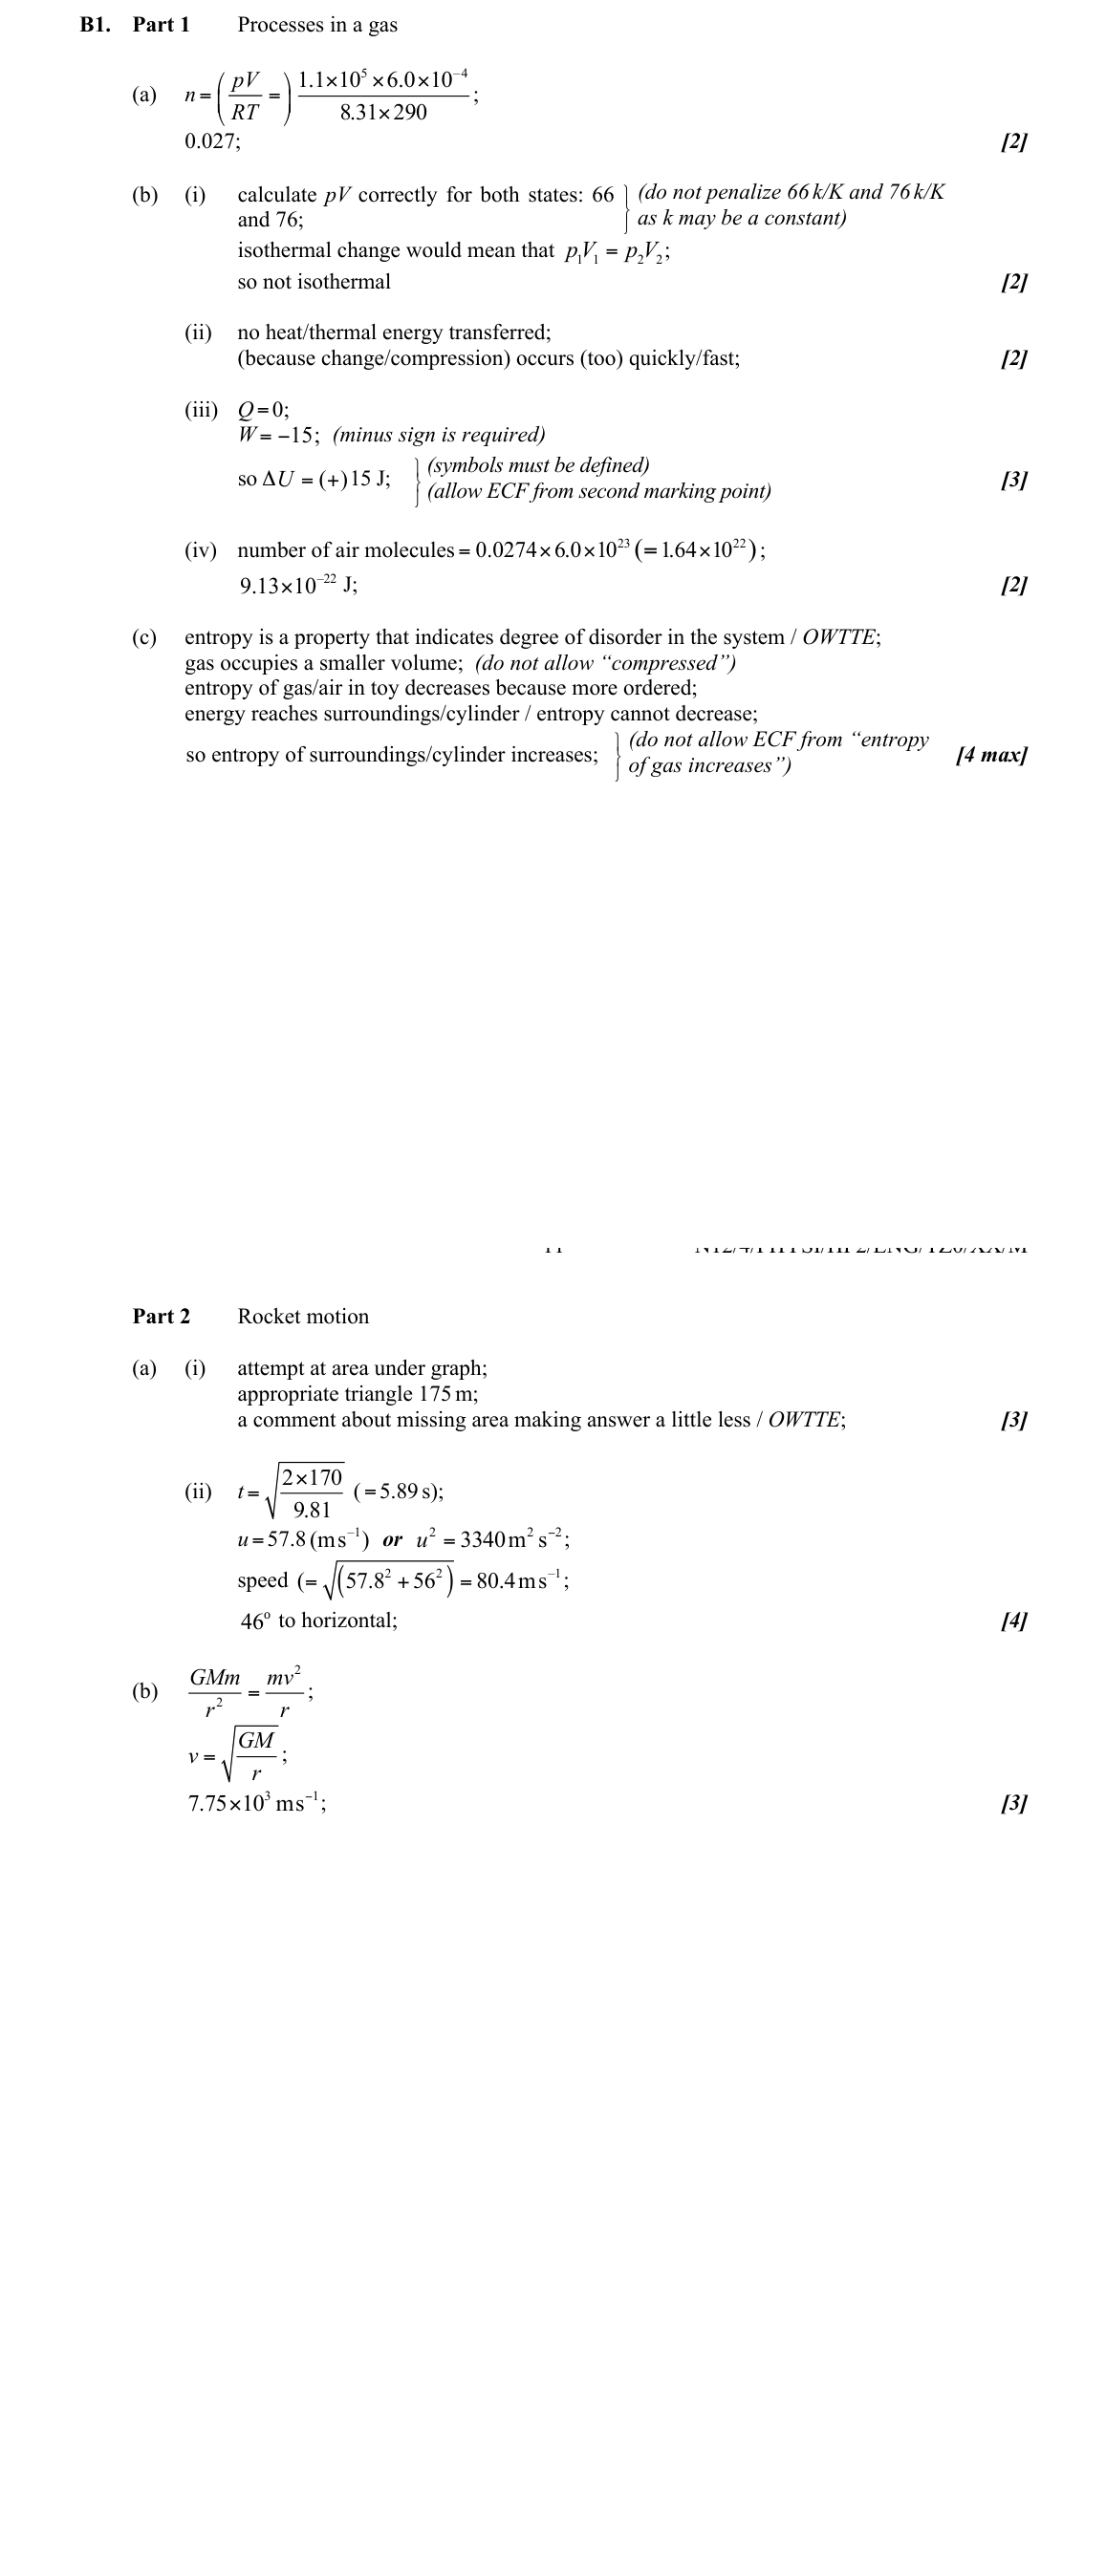 B1. Part 1 Processes in a gas
(a) n = ( pV / RT = ) 1.1×10⁵ ×6.0×10⁻⁴ / 8.31×290 ;
0.027; [2]
(b) (i) calculate pV correctly for both states: 66 (do not penalize 66 k/K and 76 k/K
and 76; as k may be a constant)
isothermal change would mean that p₁V₁ = p₂V₂;
so not isothermal [2]
(ii) no heat/thermal energy transferred;
(because change/compression) occurs (too) quickly/fast; [2]
(iii) Q = 0;
W = −15; (minus sign is required)
so ΔU = (+)15 J; (symbols must be defined)
(allow ECF from second marking point) [3]
(iv) number of air molecules = 0.0274×6.0×10²³ (= 1.64×10²²);
9.13×10⁻²² J; [2]
(c) entropy is a property that indicates degree of disorder in the system / OWTTE;
gas occupies a smaller volume; (do not allow “compressed”)
entropy of gas/air in toy decreases because more ordered;
energy reaches surroundings/cylinder / entropy cannot decrease;
so entropy of surroundings/cylinder increases; (do not allow ECF from “entropy
of gas increases”) [4 max]
Part 2 Rocket motion
(a) (i) attempt at area under graph;
appropriate triangle 175 m;
a comment about missing area making answer a little less / OWTTE; [3]
(ii) t = √(2×170 / 9.81) (= 5.89 s);
u = 57.8 (m s⁻¹) or u² = 3340 m² s⁻²;
speed (= √(57.8² + 56²) = 80.4 m s⁻¹;
46° to horizontal; [4]
(b) GMm / r² = mv² / r ;
v = √(GM / r) ;
7.75×10³ m s⁻¹; [3]